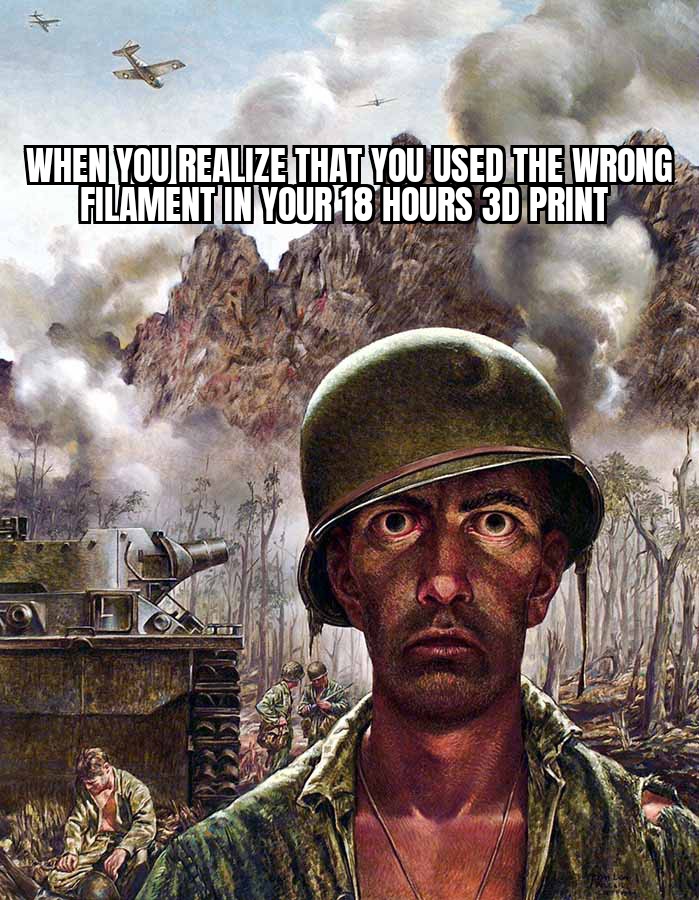 WHEN YOU REALIZE THAT YOU USED THE WRONG
FILAMENT IN YOUR 18 HOURS 3D PRINT